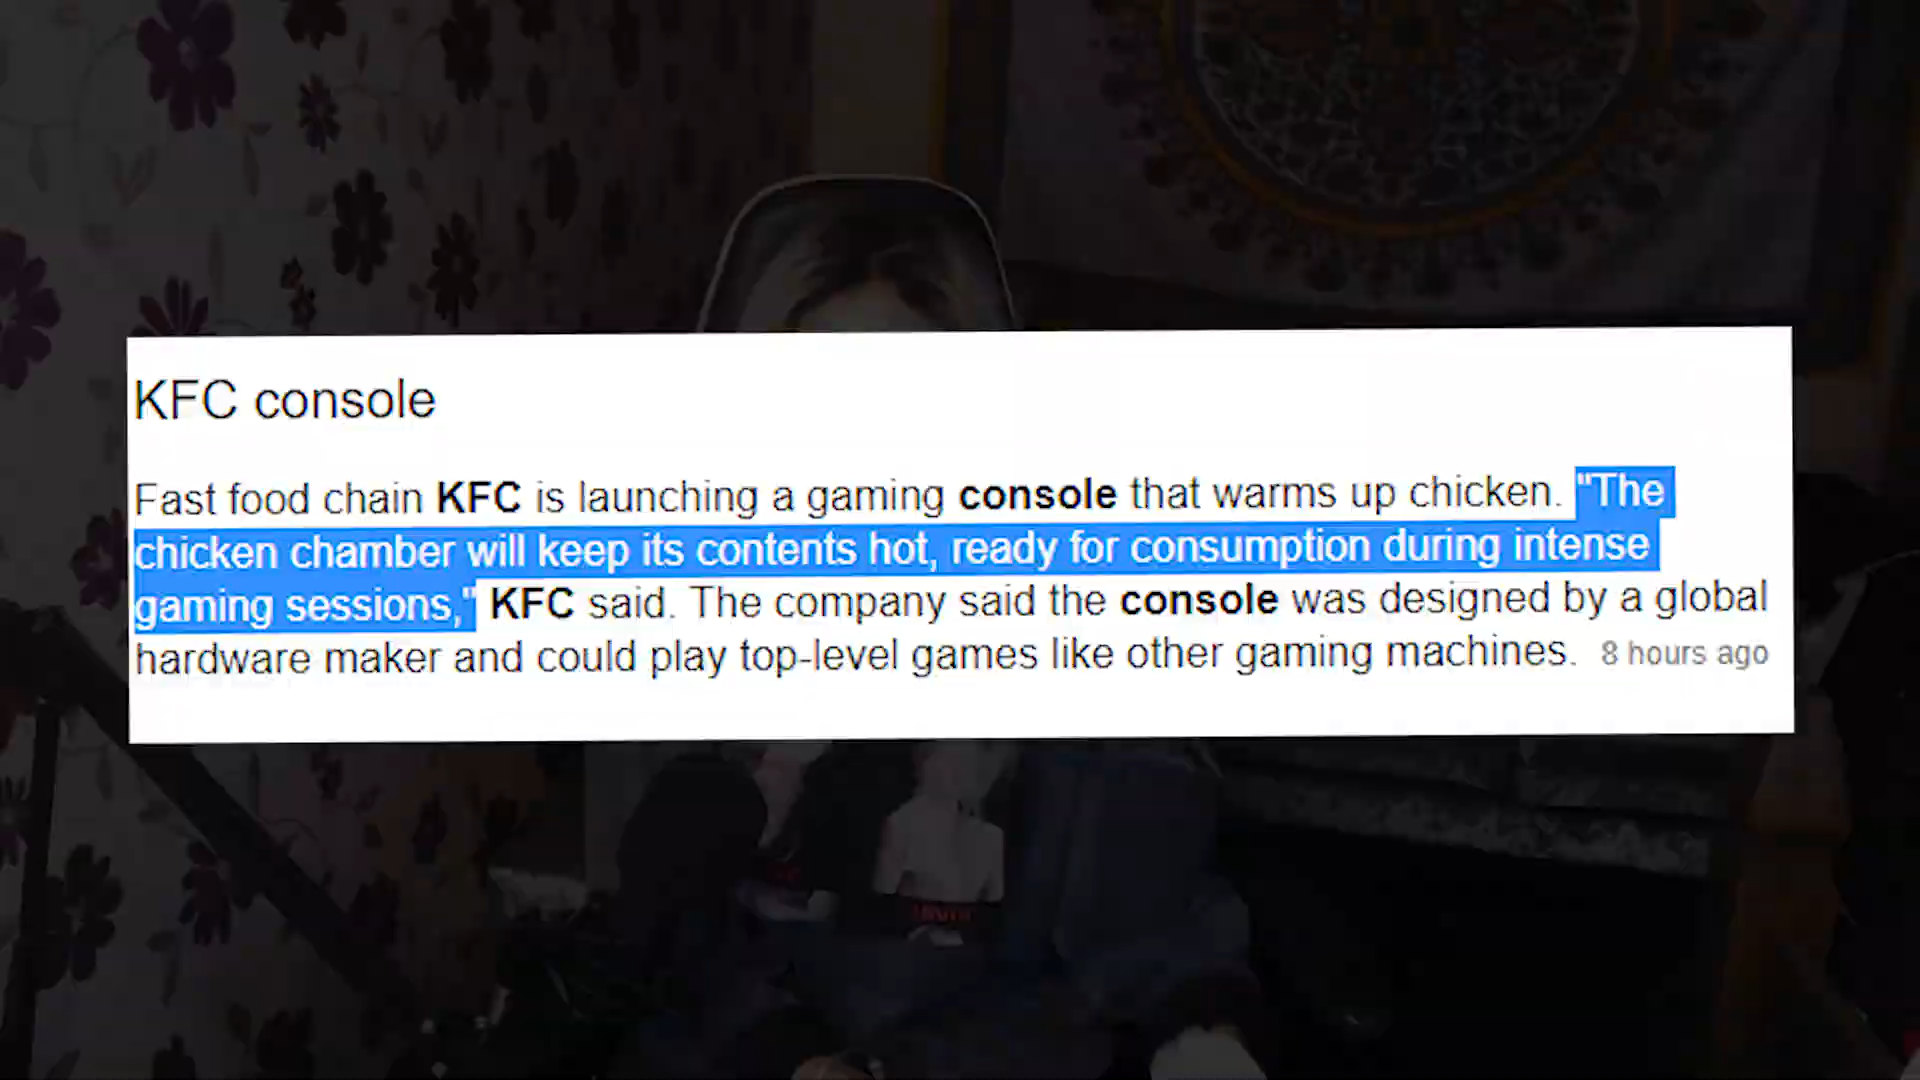 KFC console
Fast food chain KFC is launching a gaming console that warms up chicken. "The
chicken chamber will keep its contents hot, ready for consumption during intense
gaming sessions," KFC said. The company said the console was designed by a global
hardware maker and could play top-level games like other gaming machines. 8 hours ago